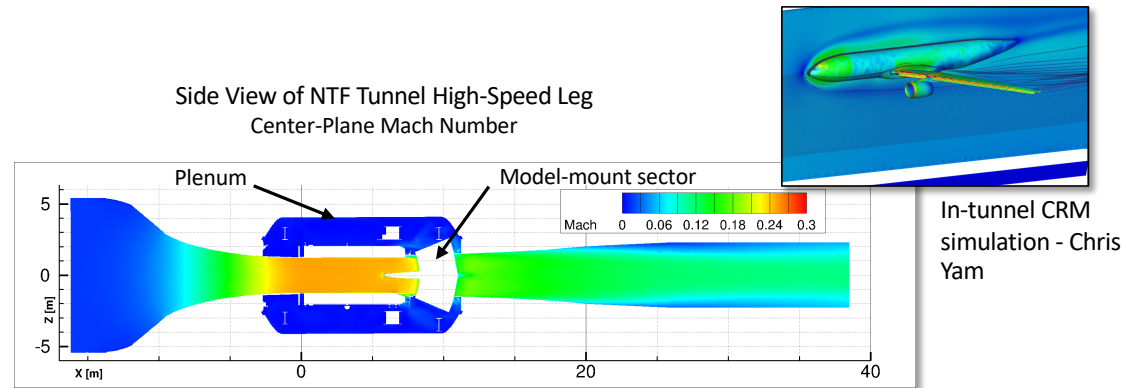 Side View of NTF Tunnel High-Speed Leg
Center-Plane Mach Number
Plenum
Model-mount sector
Mach 0 0.06 0.12 0.18 0.24 0.3
5
0
-5
Z [m]
X [m]
0
20
40
In-tunnel CRM
simulation - Chris
Yam